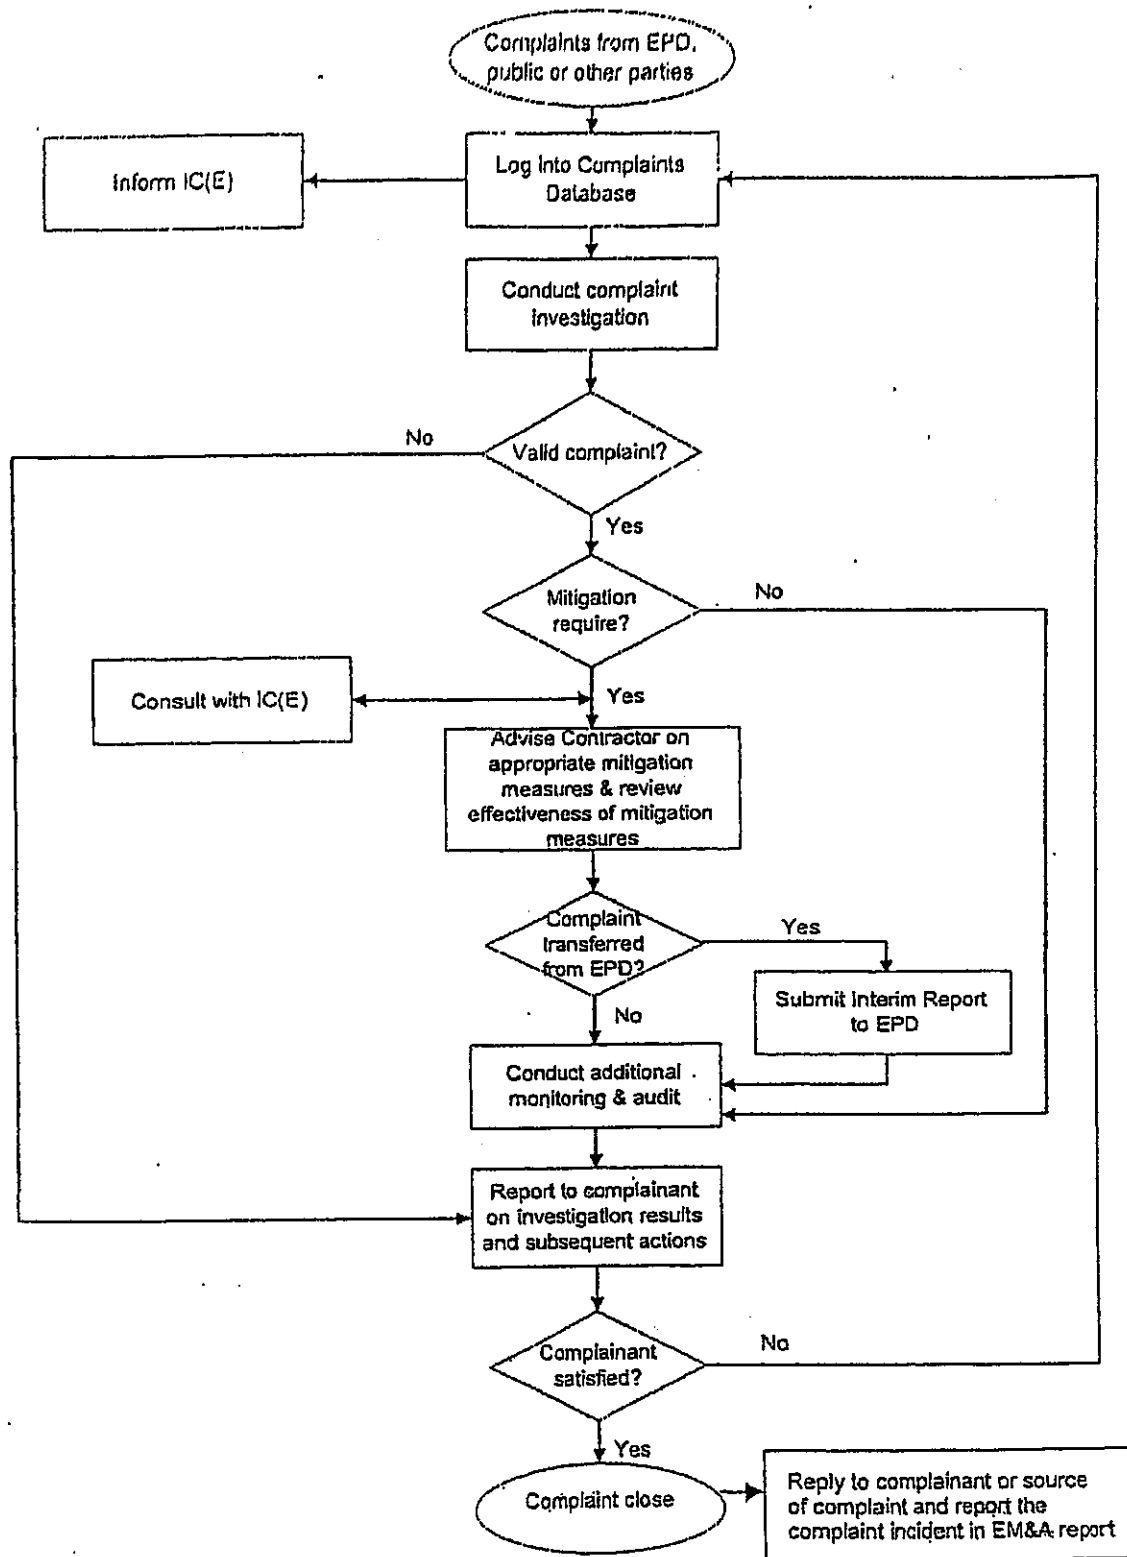 Complaints from EPD,
public or other parties
Inform IC(E)
Log into Complaints
Database
Conduct complaint
investigation
No
Valid complaint?
Yes
Mitigation
require?
No
Consult with IC(E)
Yes
Advise Contractor on
appropriate mitigation
measures & review
effectiveness of mitigation
measures
Complaint
transferred
from EPD?
Yes
Submit Interim Report
to EPD
No
Conduct additional
monitoring & audit
Report to complainant
on investigation results
and subsequent actions
Complainant
satisfied?
No
Yes
Complaint close
Reply to complainant or source
of complaint and report the
complaint incident in EM&A report